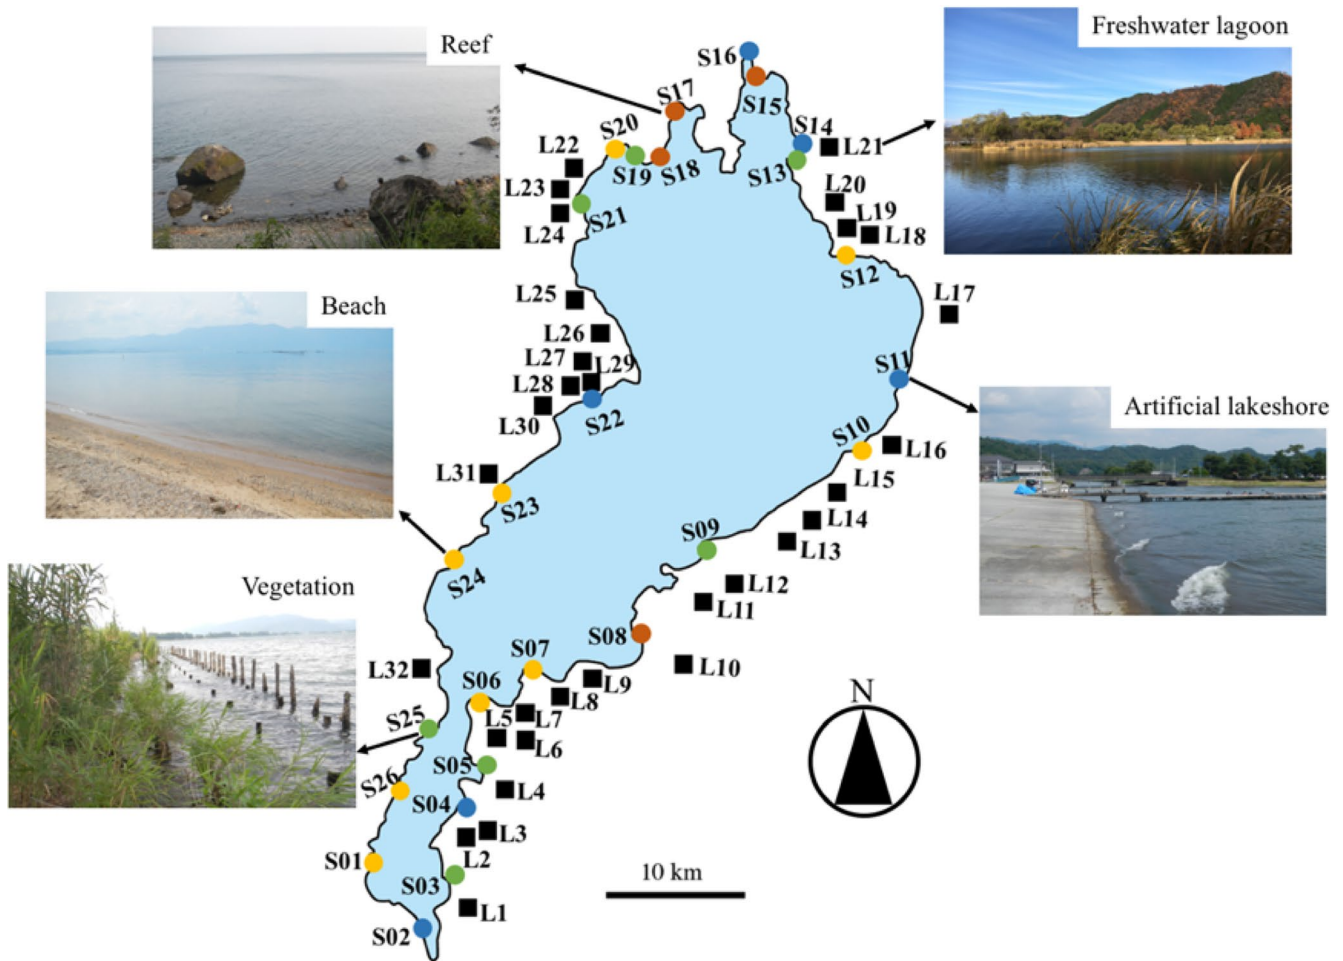 Reef
Freshwater lagoon
S16
S17
S15
S20
S14
L21
L22
S19
S18
S13
L23
L20
S21
L19
L24
L18
S12
L25
L17
Beach
L26
L27
L29
S11
L28
Artificial lakeshore
L30
S22
S10
L16
L31
L15
S23
L14
S09
L13
S24
Vegetation
L12
L11
S08
S07
L32
L10
S06
L9
L8
N
S25
L5
L7
L6
S05
S26
L4
S04
L3
S01
L2
10 km
S03
L1
S02